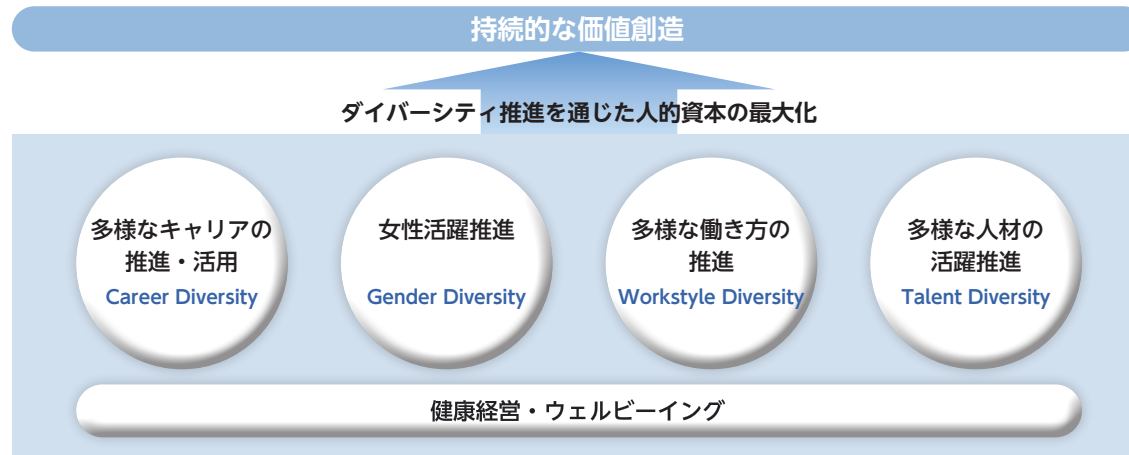 持続的な価値創造
ダイバーシティ推進を通じた人的資本の最大化
多様なキャリアの
推進・活用
Career Diversity
女性活躍推進
Gender Diversity
多様な働き方の
推進
Workstyle Diversity
多様な人材の
活躍推進
Talent Diversity
健康経営・ウェルビーイング